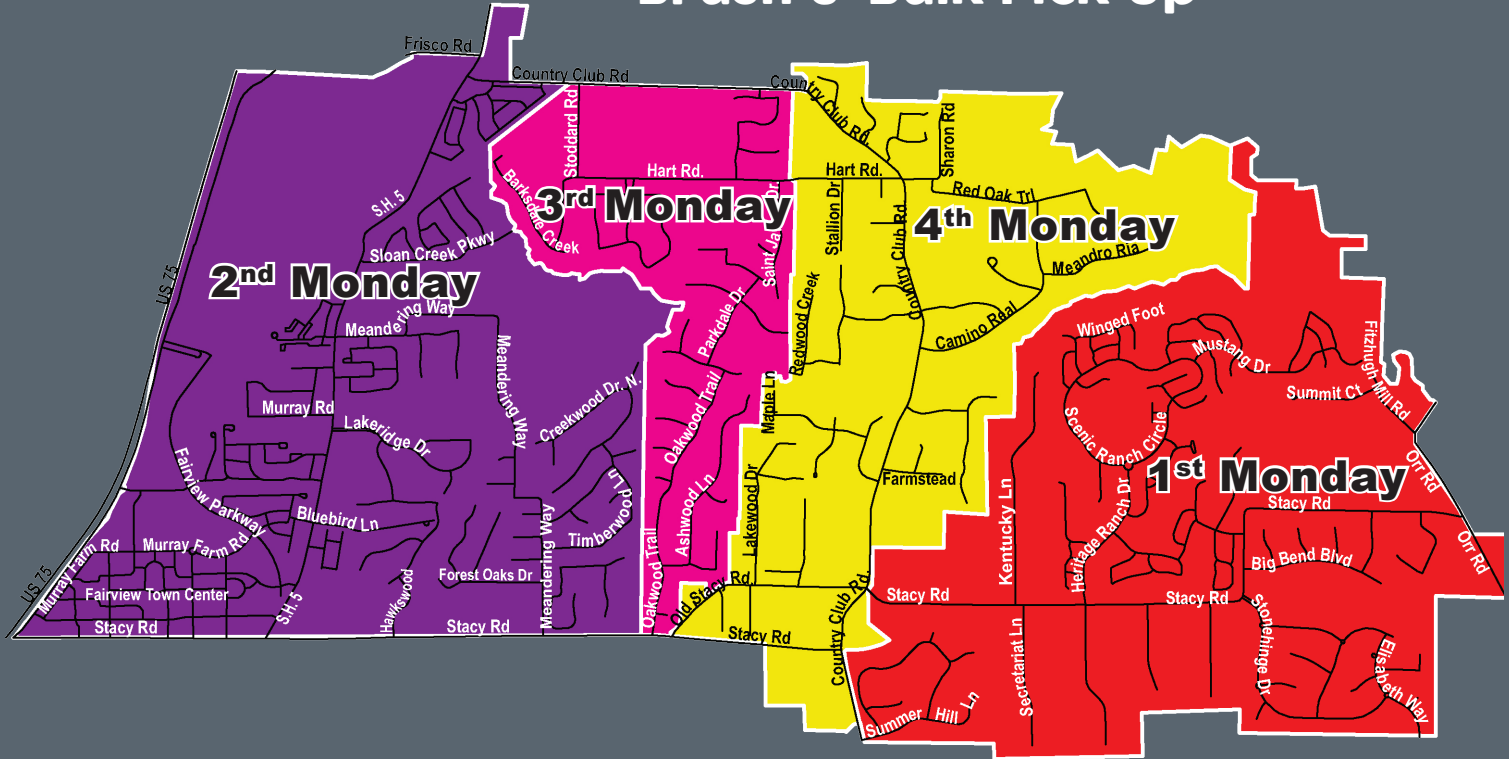 Brush & Bulk Pick Up
Frisco Rd
Country Club Rd
Country Club Rd.
Stoddard Rd
Sharon Rd
Hart Rd.
Hart Rd.
Barksdale Creek
3rd Monday
Stallion Dr
Red Oak Trl
4th Monday
S.H. 5
Country Club Rd
Sloan Creek Pkwy
Meandro Ria
US 75
2nd Monday
Redwood Creek
Parkdale Dr
Meandering Way
Camino Real
Winged Foot
Mustang Dr
Fitzhugh Mill Rd
Meandering Way
Creekwood Dr. N.
Summit Ct
Murray Rd
Maple Ln
Oakwood Trail
Lakeridge Dr
Scenic Ranch Circle
Orr Rd
1st Monday
Fairview Parkway
Farmstead
Timberwood Ln
Ashwood Ln
Lakewood Dr
Kentucky Ln
Heritage Ranch Dr
Stacy Rd
Bluebird Ln
Murray Farm Rd
Murray Farm Rd
Meandering Way
Oakwood Trail
Big Bend Blvd
Orr Rd
US 75
Forest Oaks Dr
Old Stacy Rd.
Country Club Rd.
Fairview Town Center
S.H. 5
Hawkswood
Stacy Rd
Stacy Rd
Stacy Rd
Stacy Rd
Stacy Rd
Secretariat Ln
Stonehinge Dr
Elisabeth Way
Summer Hill Ln